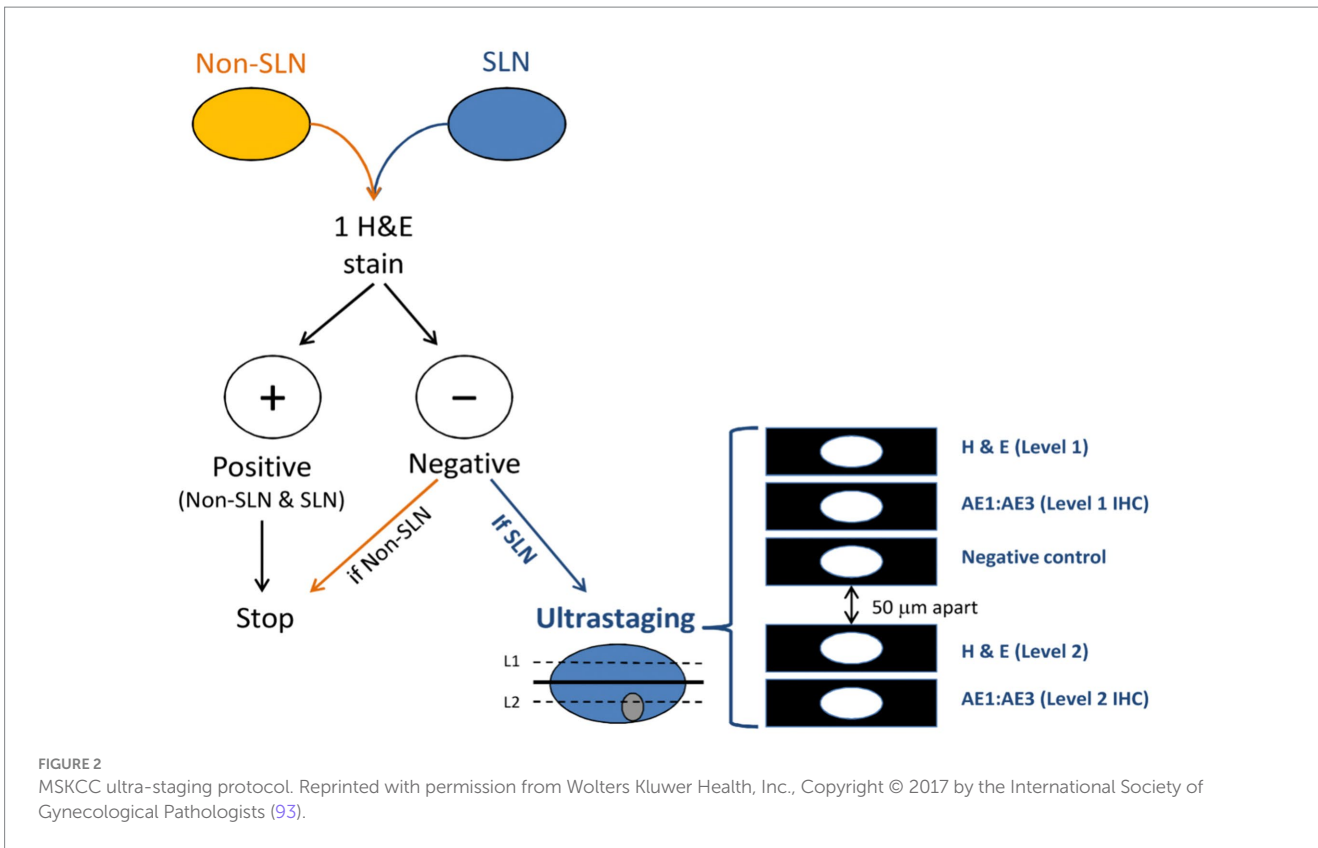 Non-SLN
SLN
1 H&E
stain
+
−
Positive
(Non-SLN & SLN)
Negative
if Non-SLN
If SLN
Stop
Ultrastaging
L1
L2
H & E (Level 1)
AE1:AE3 (Level 1 IHC)
Negative control
50 μm apart
H & E (Level 2)
AE1:AE3 (Level 2 IHC)
FIGURE 2
MSKCC ultra-staging protocol. Reprinted with permission from Wolters Kluwer Health, Inc., Copyright © 2017 by the International Society of
Gynecological Pathologists (93).